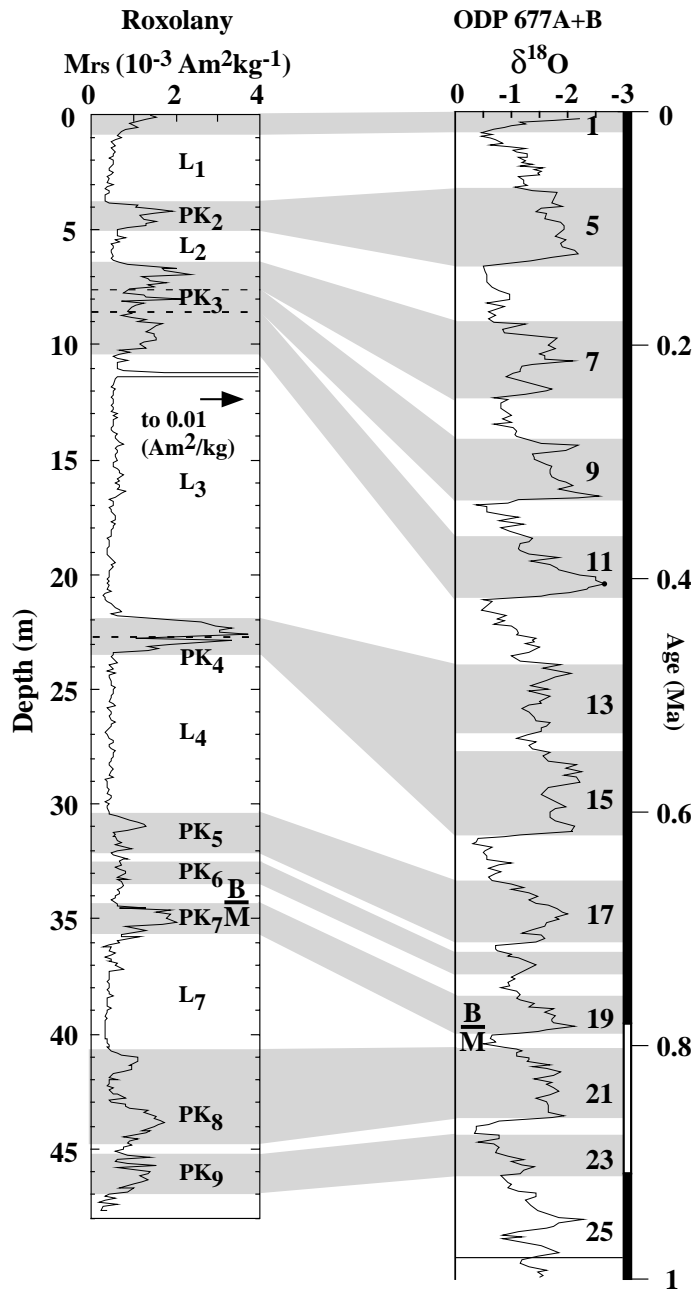 Roxolany
Mrs (10-3 Am2kg-1)
0 2 4
ODP 677A+B
δ18O
0 -1 -2 -3
0
5
10
15
20
25
30
35
40
45
Depth (m)
L1
PK2
L2
PK3
to 0.01
(Am2/kg)
L3
PK4
L4
PK5
PK6
B
M
PK7
L7
PK8
PK9
1
5
7
9
11
13
15
17
19
B
M
21
23
25
0
0.2
0.4
0.6
0.8
1
Age (Ma)